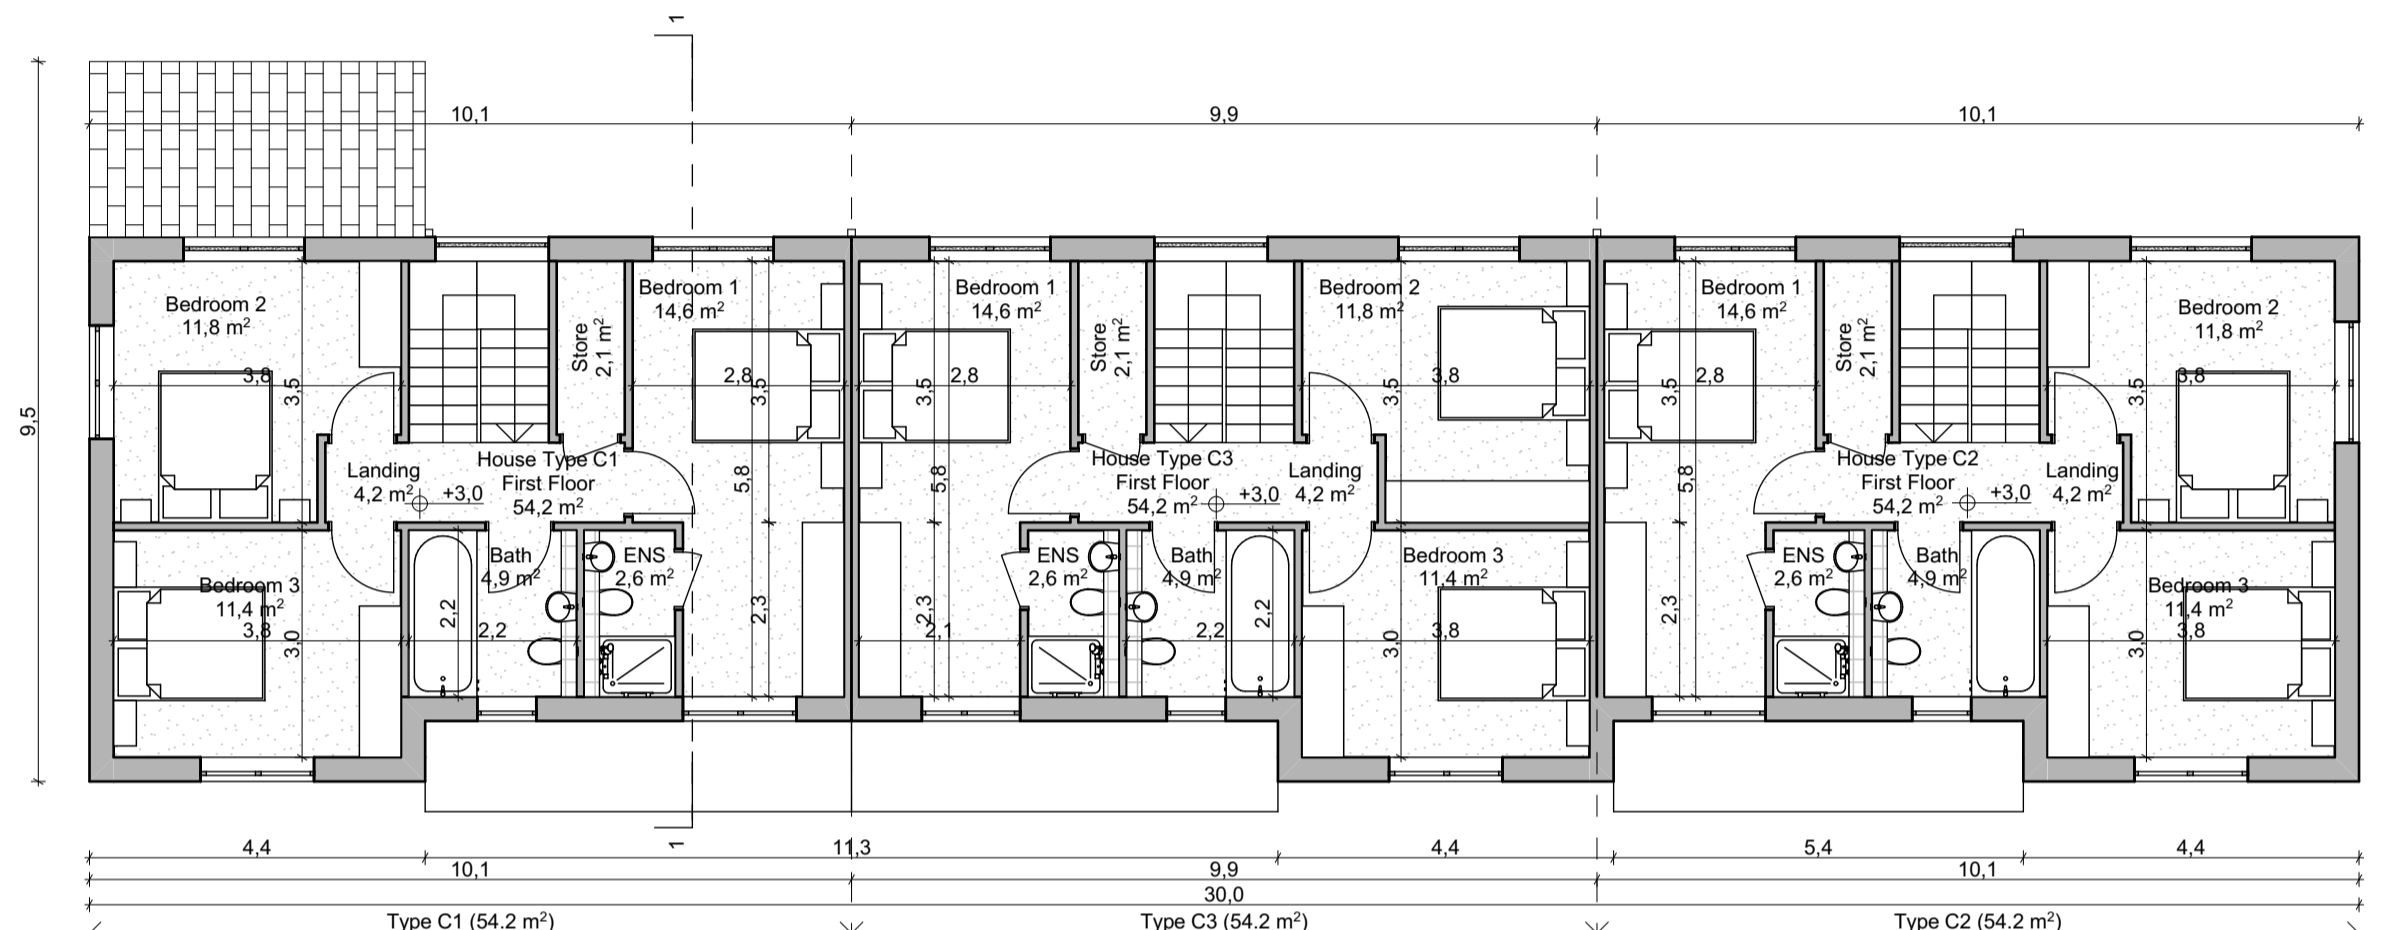 1
10,1
9,9
10,1
9,5
Bedroom 2
11,8 m²
3,8
3,5
Store
2,1 m²
Bedroom 1
14,6 m²
2,8
3,5
5,8
Landing
4,2 m²
+3,0
House Type C1
First Floor
54,2 m²
Bedroom 3
11,4 m²
3,8
3,0
Bath
4,9 m²
2,2
2,2
ENS
2,6 m²
2,3
Bedroom 1
14,6 m²
2,8
3,5
5,8
Store
2,1 m²
Bedroom 2
11,8 m²
3,8
3,5
House Type C3
First Floor
54,2 m²
+3,0
Landing
4,2 m²
2,3
2,1
ENS
2,6 m²
Bath
4,9 m²
2,2
2,2
Bedroom 3
11,4 m²
3,8
3,0
Bedroom 1
14,6 m²
2,8
3,5
5,8
Store
2,1 m²
Bedroom 2
11,8 m²
3,8
3,5
House Type C2
First Floor
54,2 m²
+3,0
Landing
4,2 m²
2,3
ENS
2,6 m²
Bath
4,9 m²
Bedroom 3
11,4 m²
3,8
3,0
1
4,4
11,3
4,4
5,4
4,4
10,1
9,9
10,1
30,0
Type C1 (54.2 m²)
Type C3 (54.2 m²)
Type C2 (54.2 m²)